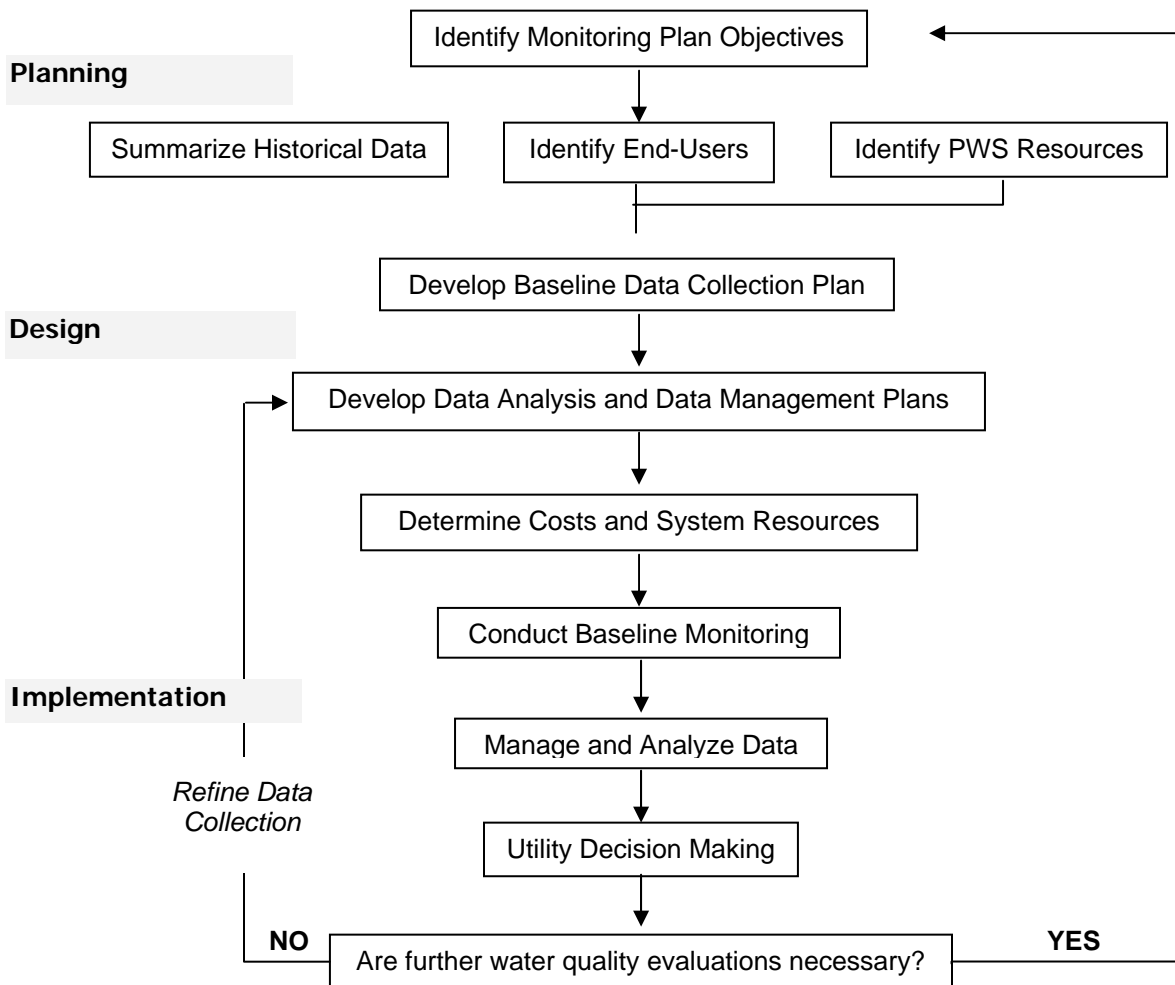 Identify Monitoring Plan Objectives
Planning
Summarize Historical Data
Identify End-Users
Identify PWS Resources
Develop Baseline Data Collection Plan
Design
Develop Data Analysis and Data Management Plans
Determine Costs and System Resources
Conduct Baseline Monitoring
Implementation
Manage and Analyze Data
Refine Data
Collection
Utility Decision Making
NO
YES
Are further water quality evaluations necessary?